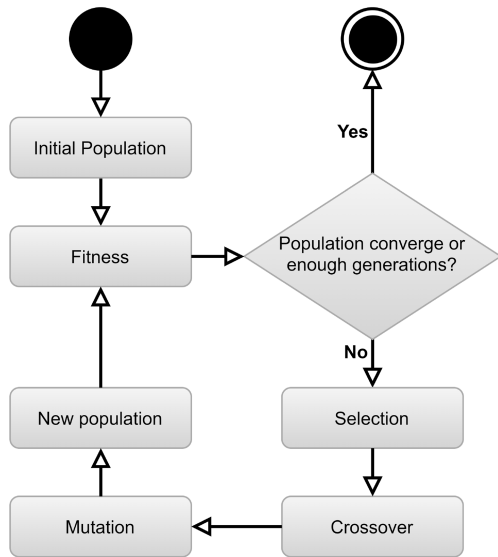 Initial Population
Yes
Fitness
Population converge or
enough generations?
No
New population
Selection
Mutation
Crossover